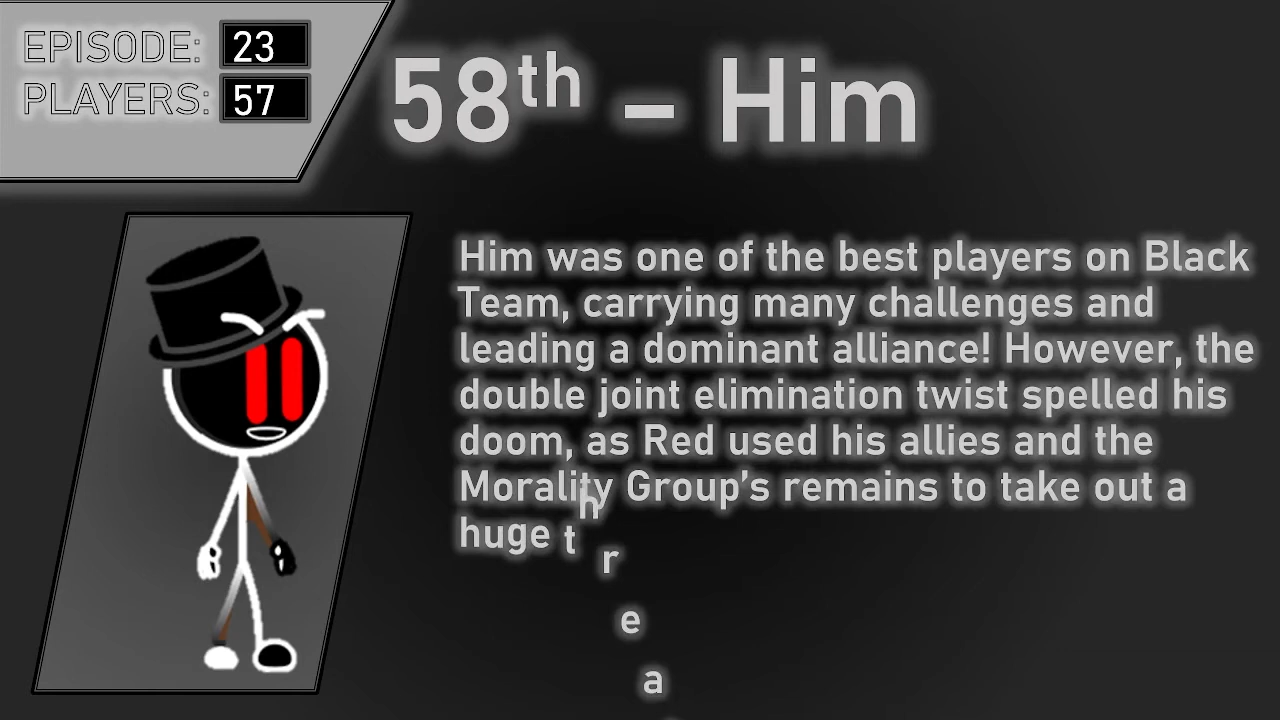 EPISODE: 23
PLAYERS: 57
58th – Him
Him was one of the best players on Black
Team, carrying many challenges and
leading a dominant alliance! However, the
double joint elimination twist spelled his
doom, as Red used his allies and the
Morality Group’s remains to take out a
huge threa